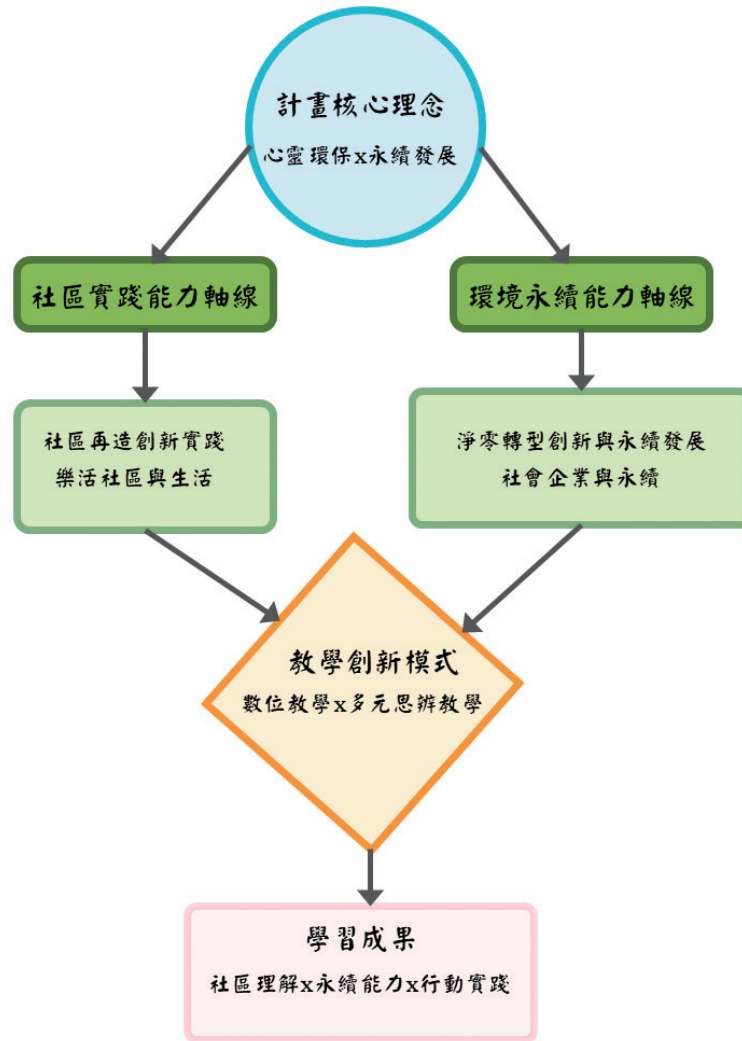 計畫核心理念
心靈環保x永續發展
社區實踐能力軸線
環境永續能力軸線
社區再造創新實踐
樂活社區與生活
淨零轉型創新與永續發展
社會企業與永續
教學創新模式
數位教學x多元思辨教學
學習成果
社區理解x永續能力x行動實踐